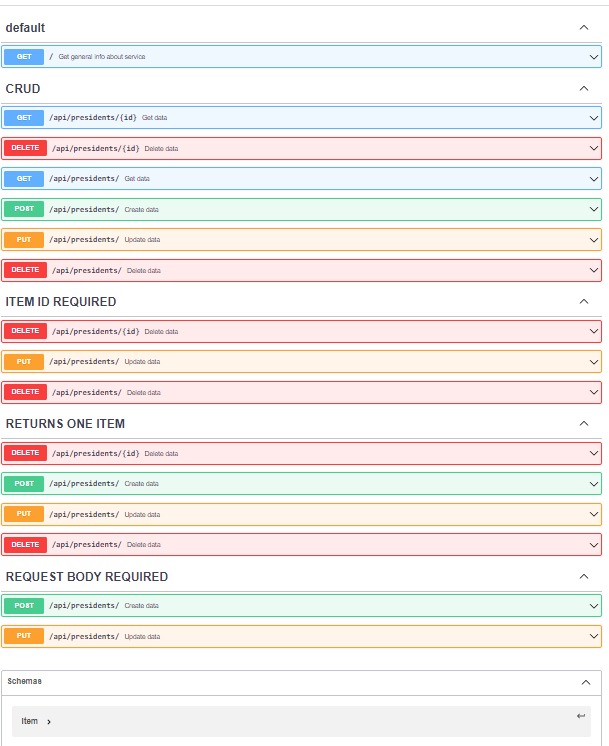 default
GET / Get general info about service
CRUD
GET /api/presidents/{id} Get data
DELETE /api/presidents/{id} Delete data
GET /api/presidents/ Get data
POST /api/presidents/ Create data
PUT /api/presidents/ Update data
DELETE /api/presidents/ Delete data
ITEM ID REQUIRED
DELETE /api/presidents/{id} Delete data
PUT /api/presidents/ Update data
DELETE /api/presidents/ Delete data
RETURNS ONE ITEM
DELETE /api/presidents/{id} Delete data
POST /api/presidents/ Create data
PUT /api/presidents/ Update data
DELETE /api/presidents/ Delete data
REQUEST BODY REQUIRED
POST /api/presidents/ Create data
PUT /api/presidents/ Update data
Schemas
Item